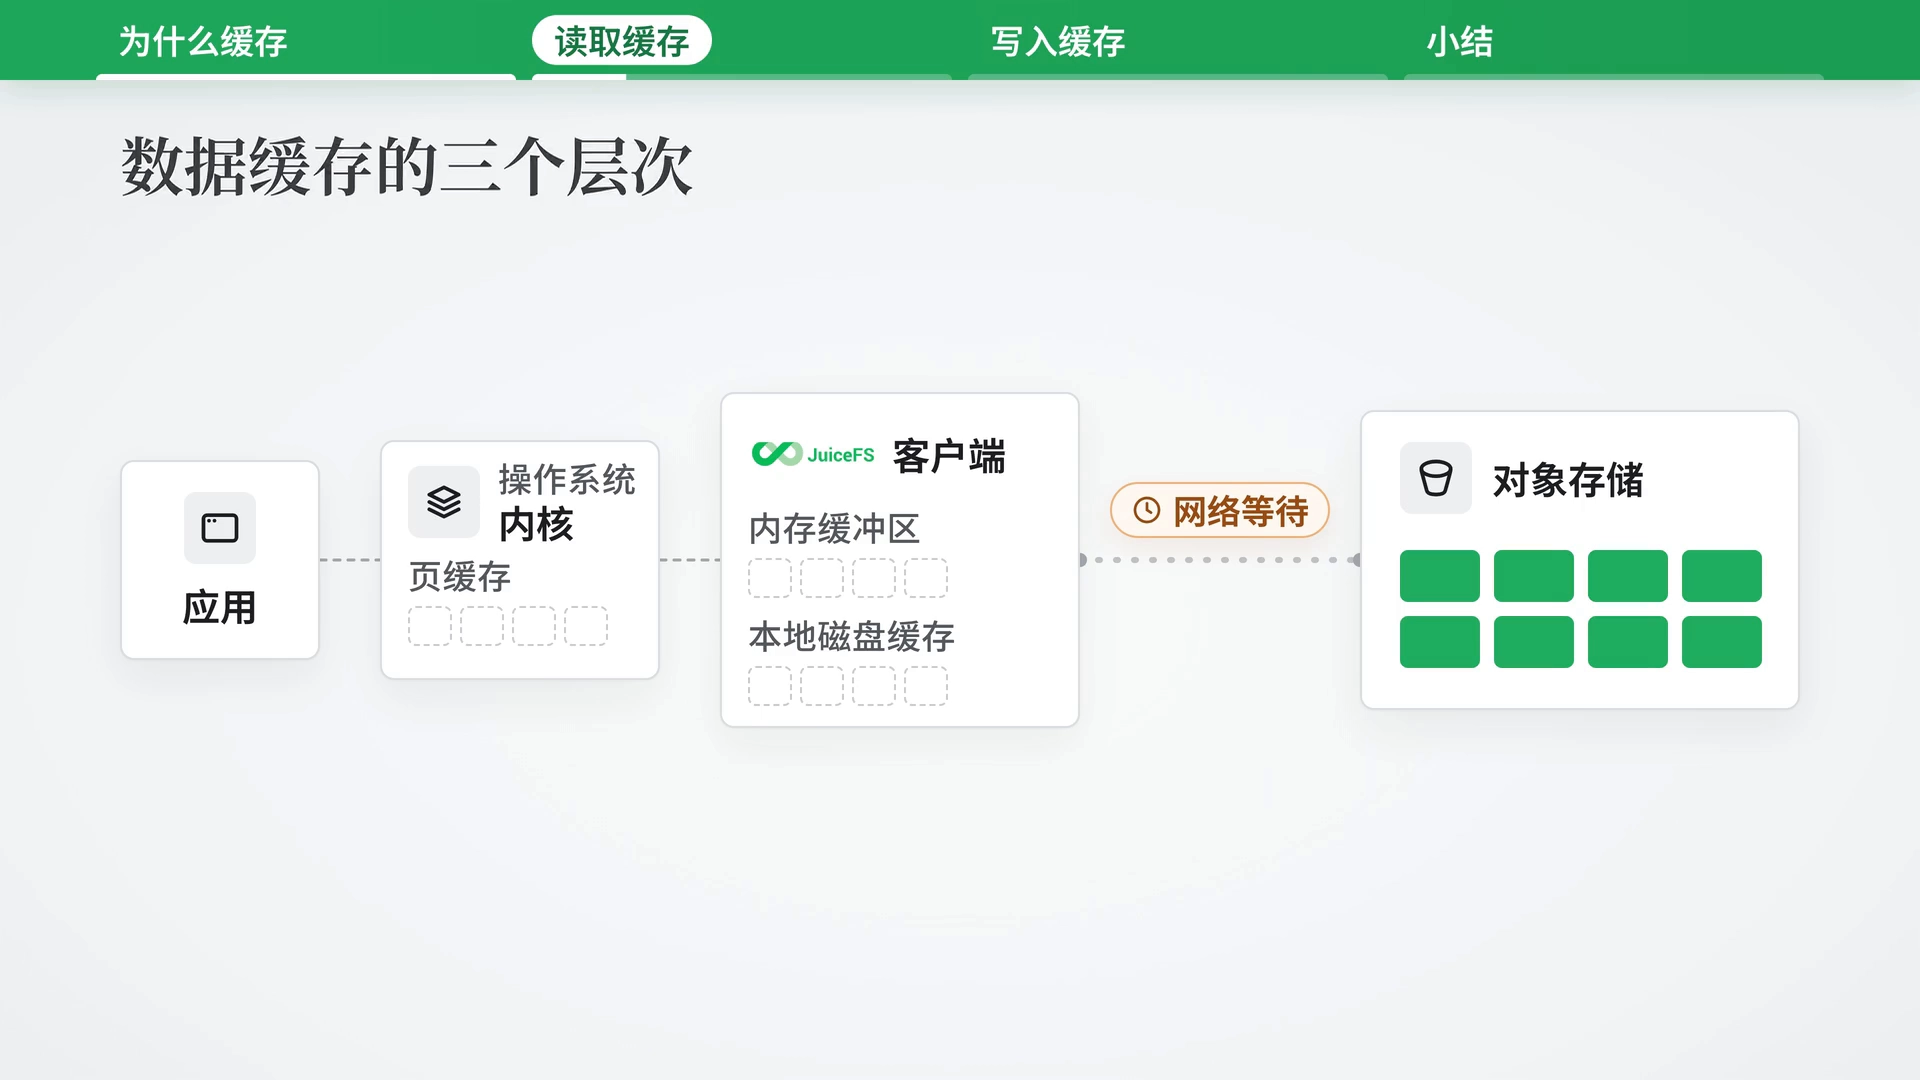 为什么缓存
读取缓存
写入缓存
小结
数据缓存的三个层次
应用
操作系统
内核
页缓存
JuiceFS 客户端
内存缓冲区
本地磁盘缓存
网络等待
对象存储